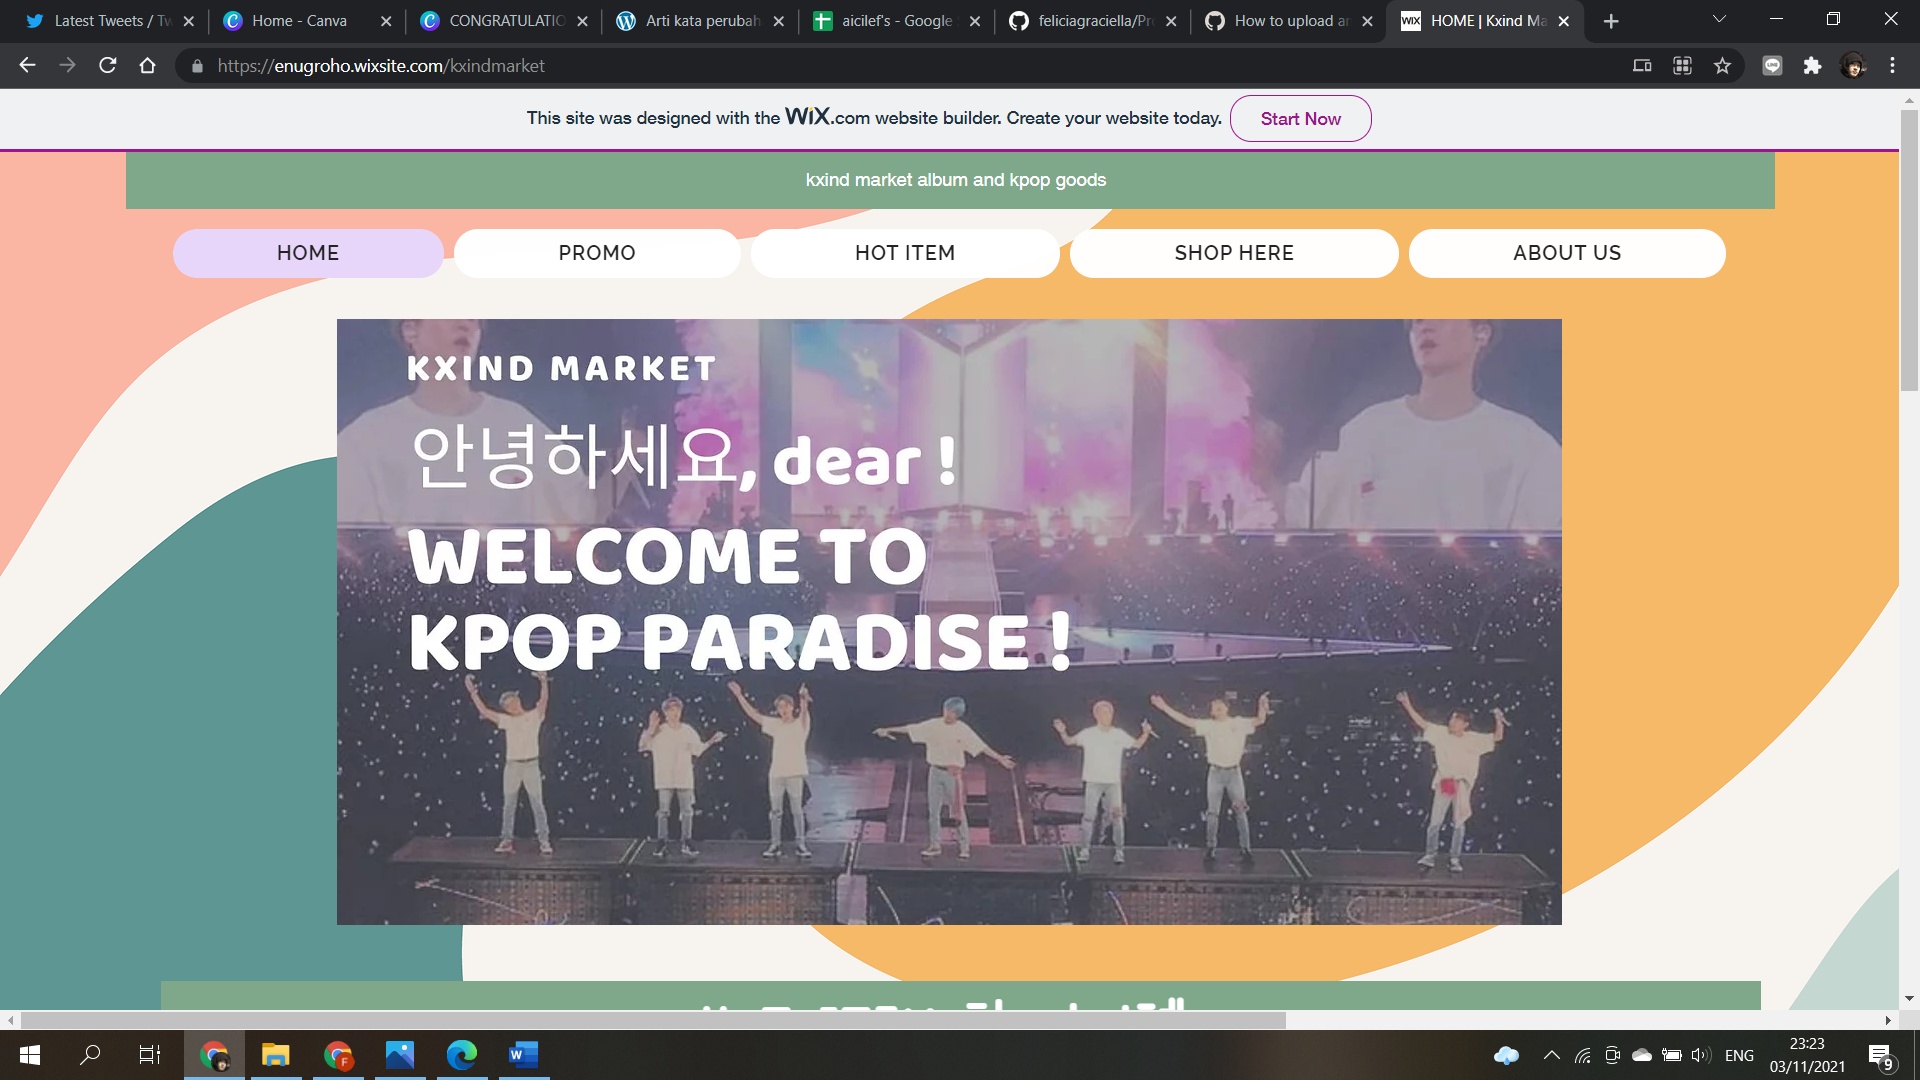 Latest Tweets / Tw
Home - Canva
CONGRATULATIO
Arti kata perubah
aicilef's - Google
feliciagraciella/Pr
How to upload an
WIX HOME | Kxind Ma
https://enugroho.wixsite.com/kxindmarket
This site was designed with the WiX.com website builder. Create your website today. Start Now
kxind market album and kpop goods
HOME PROMO HOT ITEM SHOP HERE ABOUT US
KXIND MARKET
안녕하세요, dear !
WELCOME TO
KPOP PARADISE !
ENG
23:23
03/11/2021
9